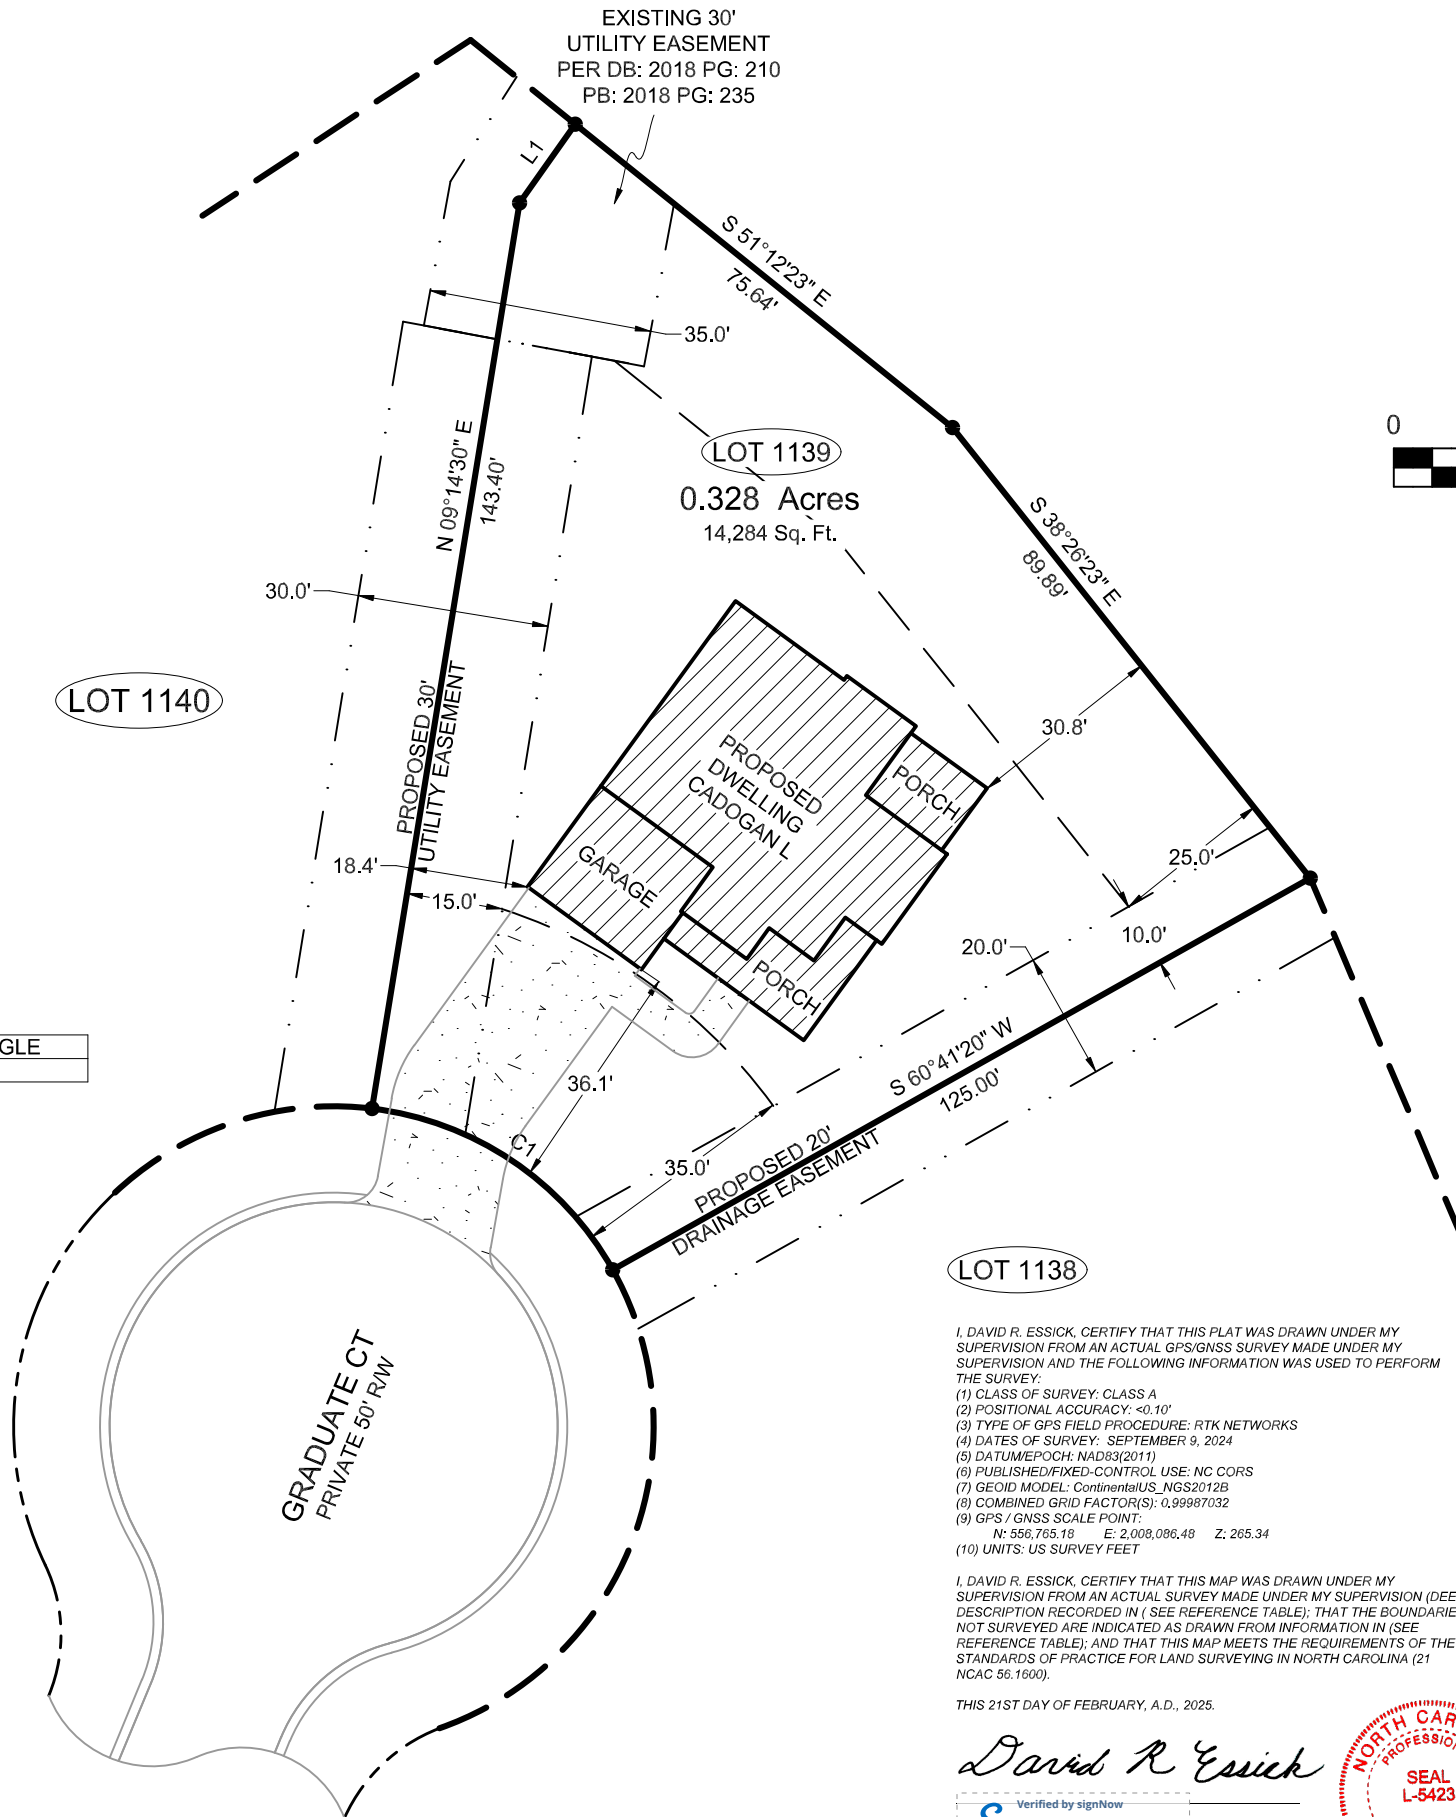 EXISTING 30'
UTILITY EASEMENT
PER DB: 2018 PG: 210
PB: 2018 PG: 235
L1
S 51°12'23" E
75.64'
35.0'
N 09°14'30" E
143.40'
LOT 1139
0.328 Acres
14,284 Sq. Ft.
0
S 38°26'23" E
89.89'
30.0'
LOT 1140
PROPOSED 30'
UTILITY EASEMENT
30.8'
PROPOSED
DWELLING
CADOGAN L
PORCH
GARAGE
18.4'
15.0'
25.0'
10.0'
20.0'
PORCH
GLE
S 60°41'20" W
125.00'
36.1'
C1
35.0'
PROPOSED 20'
DRAINAGE EASEMENT
LOT 1138
GRADUATE CT
PRIVATE 50' R/W
I, DAVID R. ESSICK, CERTIFY THAT THIS PLAT WAS DRAWN UNDER MY
SUPERVISION FROM AN ACTUAL GPS/GNSS SURVEY MADE UNDER MY
SUPERVISION AND THE FOLLOWING INFORMATION WAS USED TO PERFORM
THE SURVEY:
(1) CLASS OF SURVEY: CLASS A
(2) POSITIONAL ACCURACY: <0.10'
(3) TYPE OF GPS FIELD PROCEDURE: RTK NETWORKS
(4) DATES OF SURVEY: SEPTEMBER 9, 2024
(5) DATUM/EPOCH: NAD83(2011)
(6) PUBLISHED/FIXED-CONTROL USE: NC CORS
(7) GEOID MODEL: ContinentalUS_NGS2012B
(8) COMBINED GRID FACTOR(S): 0.99987032
(9) GPS / GNSS SCALE POINT:
N: 556,765.18 E: 2,008,086.48 Z: 265.34
(10) UNITS: US SURVEY FEET
I, DAVID R. ESSICK, CERTIFY THAT THIS MAP WAS DRAWN UNDER MY
SUPERVISION FROM AN ACTUAL SURVEY MADE UNDER MY SUPERVISION (DEE
DESCRIPTION RECORDED IN ( SEE REFERENCE TABLE); THAT THE BOUNDARIE
NOT SURVEYED ARE INDICATED AS DRAWN FROM INFORMATION IN (SEE
REFERENCE TABLE); AND THAT THIS MAP MEETS THE REQUIREMENTS OF THE
STANDARDS OF PRACTICE FOR LAND SURVEYING IN NORTH CAROLINA (21
NCAC 56.1600).
THIS 21ST DAY OF FEBRUARY, A.D., 2025.
David R Essick
Verified by signNow
NORTH CAR
PROFESSION
SEAL
L-5423